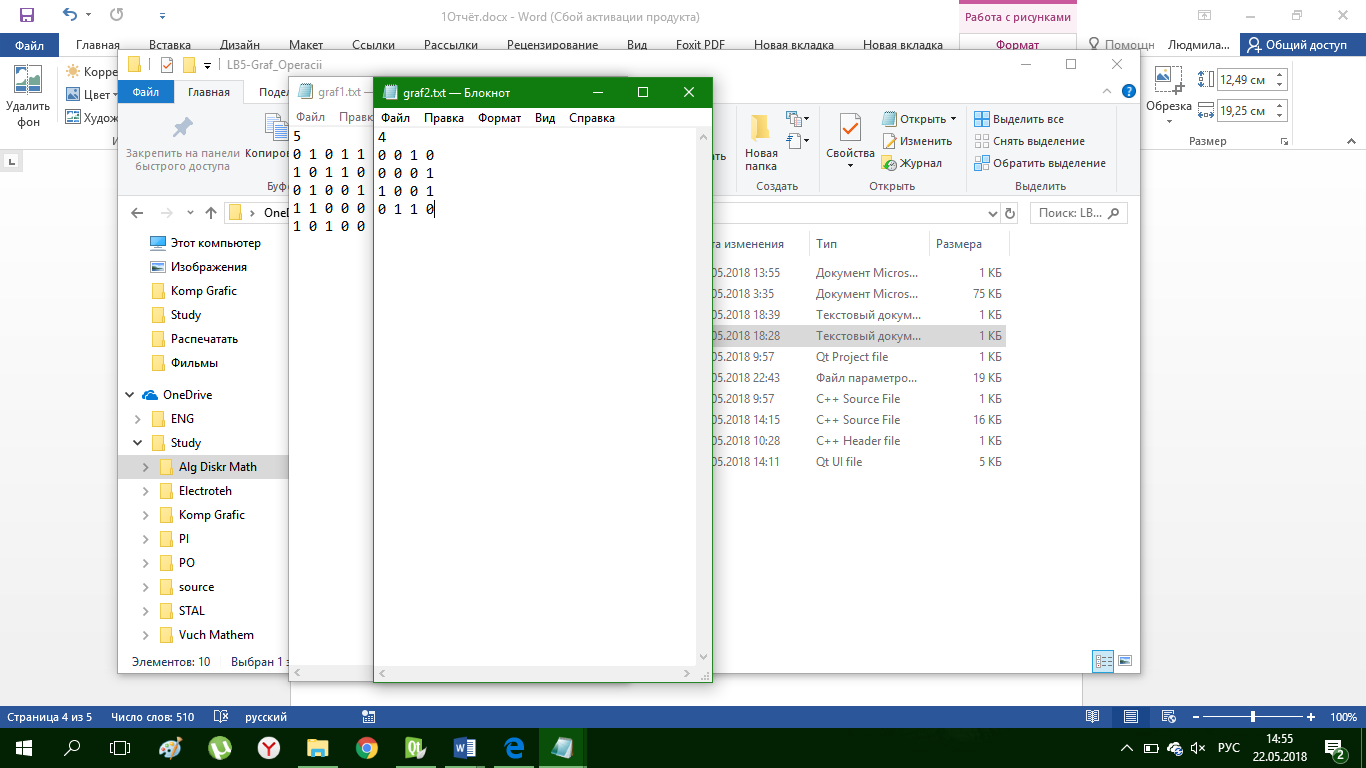 1Отчёт.docx - Word (Сбой активации продукта)
Работа с рисунками
Файл Главная Вставка Дизайн Макет Ссылки Рассылки Рецензирование Вид Foxit PDF Новая вкладка Новая вкладка Формат Помощн Людмила... Общий доступ
Удалить фон
Корре
Цвет
Худож
Обрезка
12,49 см
19,25 см
Размер
LB5-Graf_Operacii
Файл Главная Подел
Закрепить на панели быстрого доступа
Копиров
Буфе
ть
Новая папка
Создать
Свойства
Открыть
Изменить
Журнал
Открыть
Выделить все
Снять выделение
Обратить выделение
Выделить
OneD
Поиск: LB...
Этот компьютер
Изображения
Komp Grafic
Study
Распечатать
Фильмы
OneDrive
ENG
Study
Alg Diskr Math
Electroteh
Komp Grafic
PI
PO
source
STAL
Vuch Mathem
Элементов: 10 Выбран 1 э
та изменения Тип Размера
05.2018 13:55 Документ Micros... 1 КБ
05.2018 3:35 Документ Micros... 75 КБ
05.2018 18:39 Текстовый докум... 1 КБ
05.2018 18:28 Текстовый докум... 1 КБ
05.2018 9:57 Qt Project file 1 КБ
05.2018 22:43 Файл параметро... 19 КБ
05.2018 9:57 C++ Source File 1 КБ
05.2018 14:15 C++ Source File 16 КБ
05.2018 10:28 C++ Header file 1 КБ
05.2018 14:11 Qt UI file 5 КБ
graf1.txt —
Файл Правк
5
0 1 0 1 1
1 0 1 1 0
0 1 0 0 1
1 1 0 0 0
1 0 1 0 0
graf2.txt — Блокнот
Файл Правка Формат Вид Справка
4
0 0 1 0
0 0 0 1
1 0 0 1
0 1 1 0
Страница 4 из 5 Число слов: 510 русский 100%
РУС
14:55
22.05.2018
2